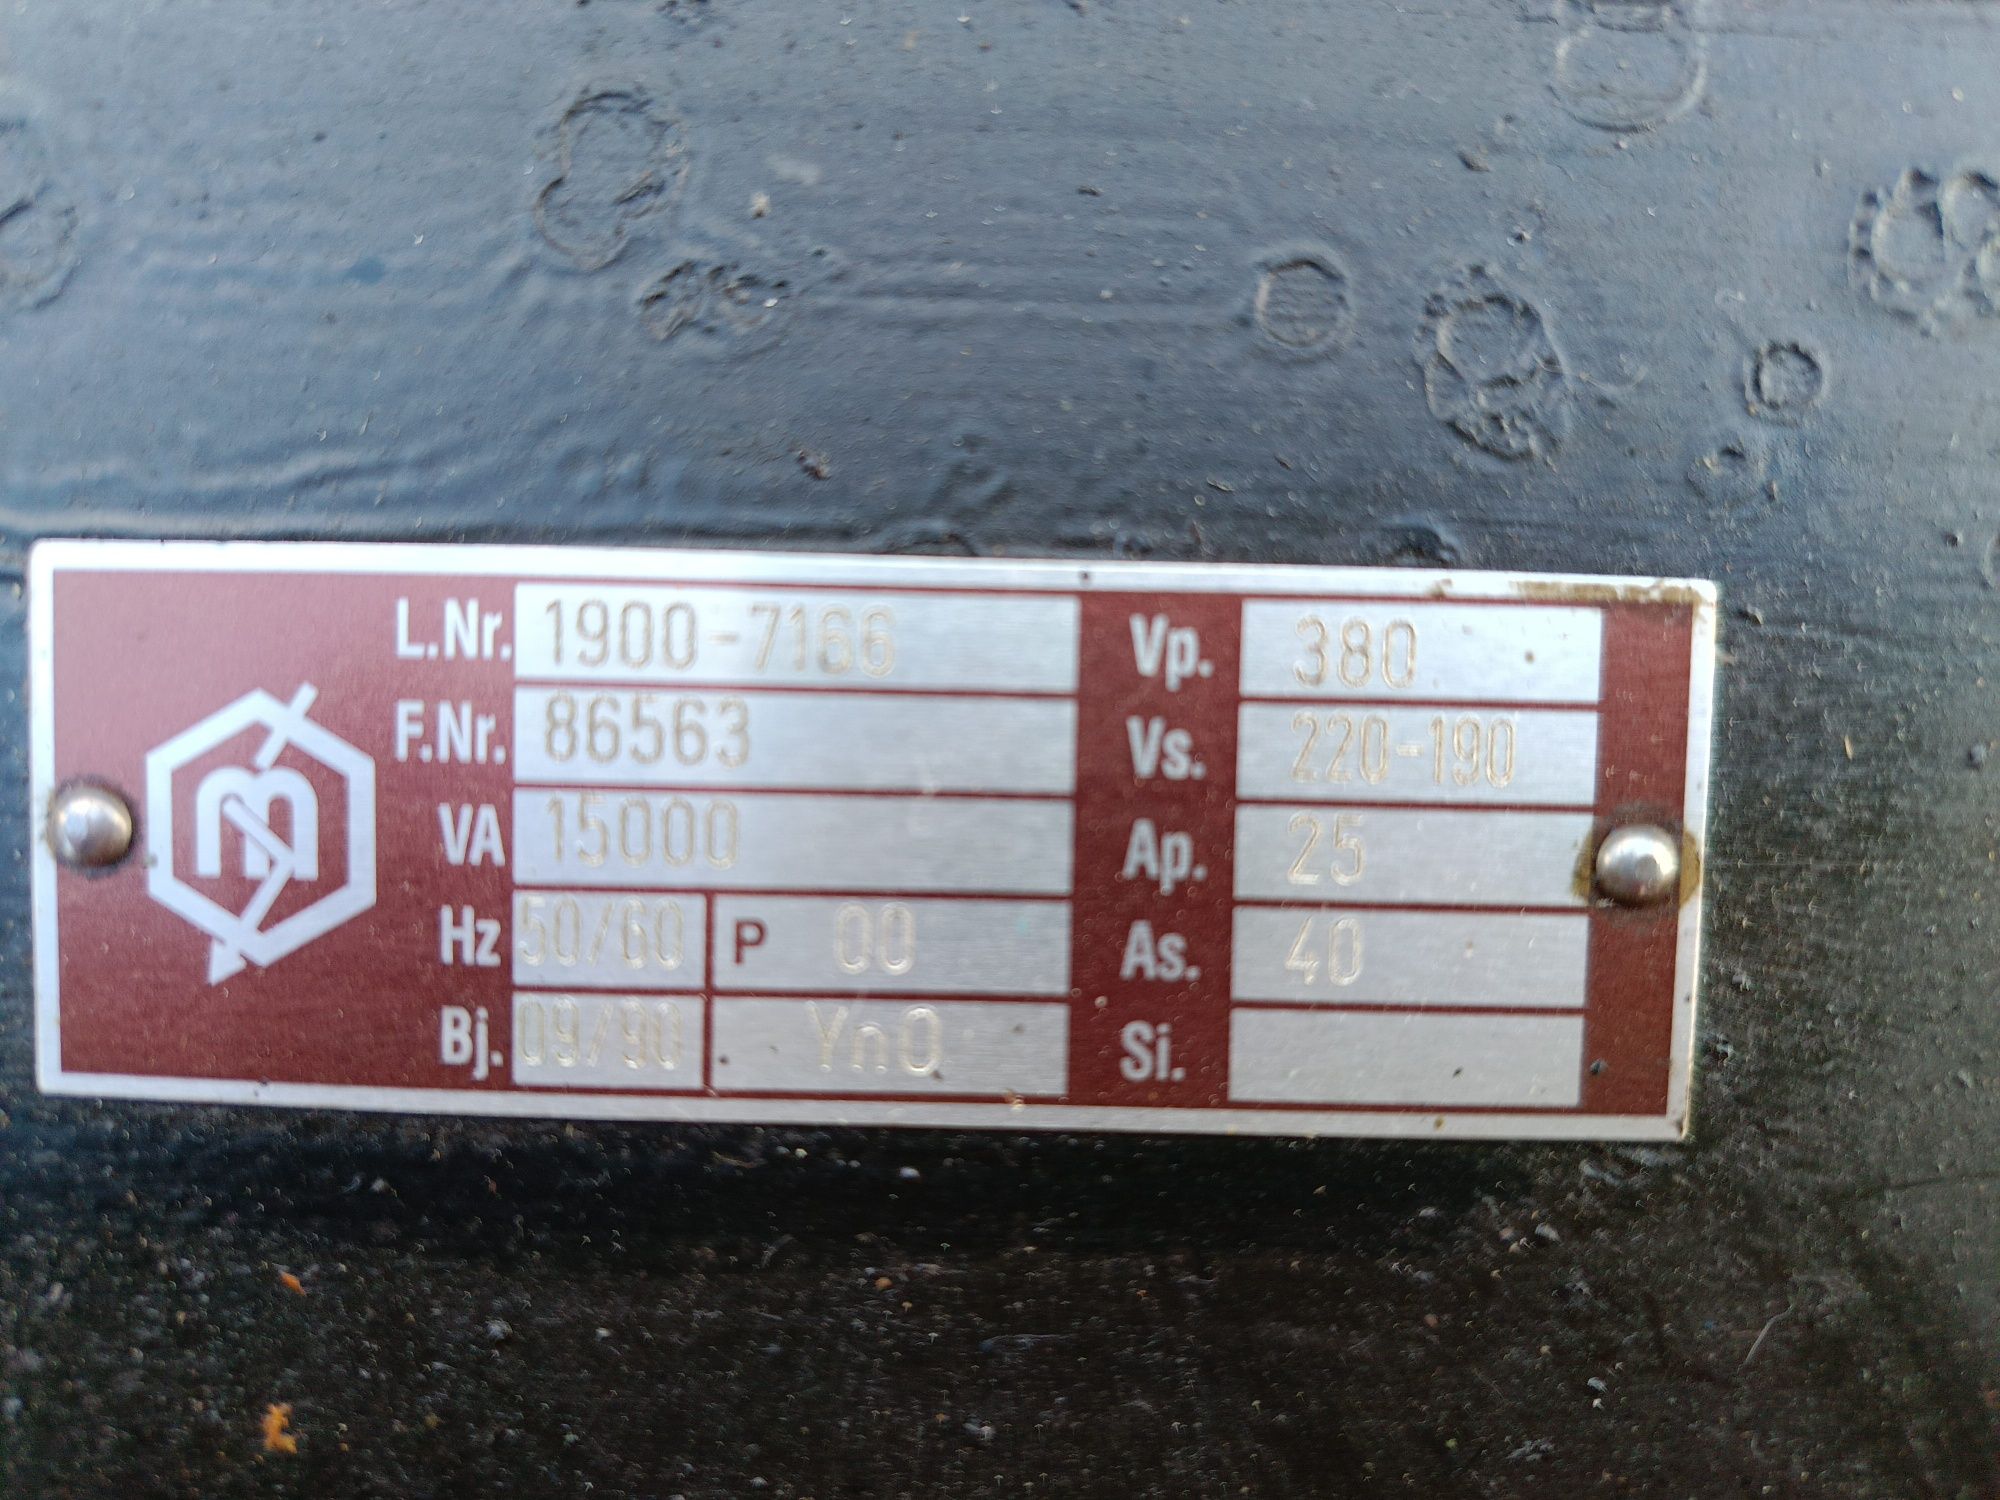 L.Nr. 1900-7166 Vp. 380
F.Nr. 86563 Vs. 220-190
VA 15000 Ap. 25
Hz 50/60 P 00 As. 40
Bj. 09/90 Yn0 Si.